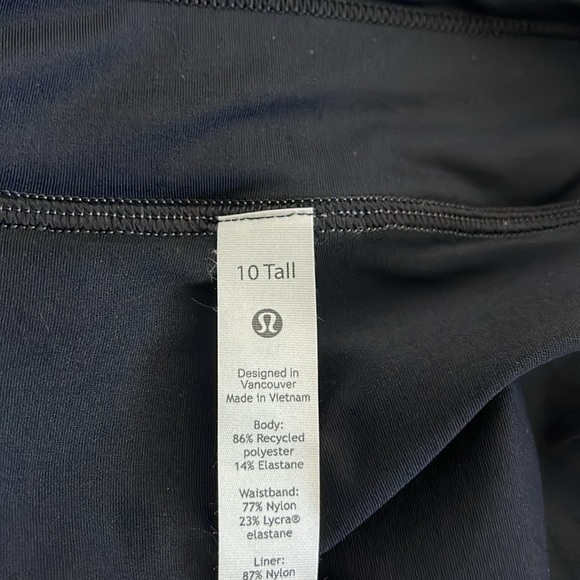 10 Tall
Designed in
Vancouver
Made in Vietnam
Body:
86% Recycled
polyester
14% Elastane
Waistband:
77% Nylon
23% Lycra®
elastane
Liner:
87% Nylon